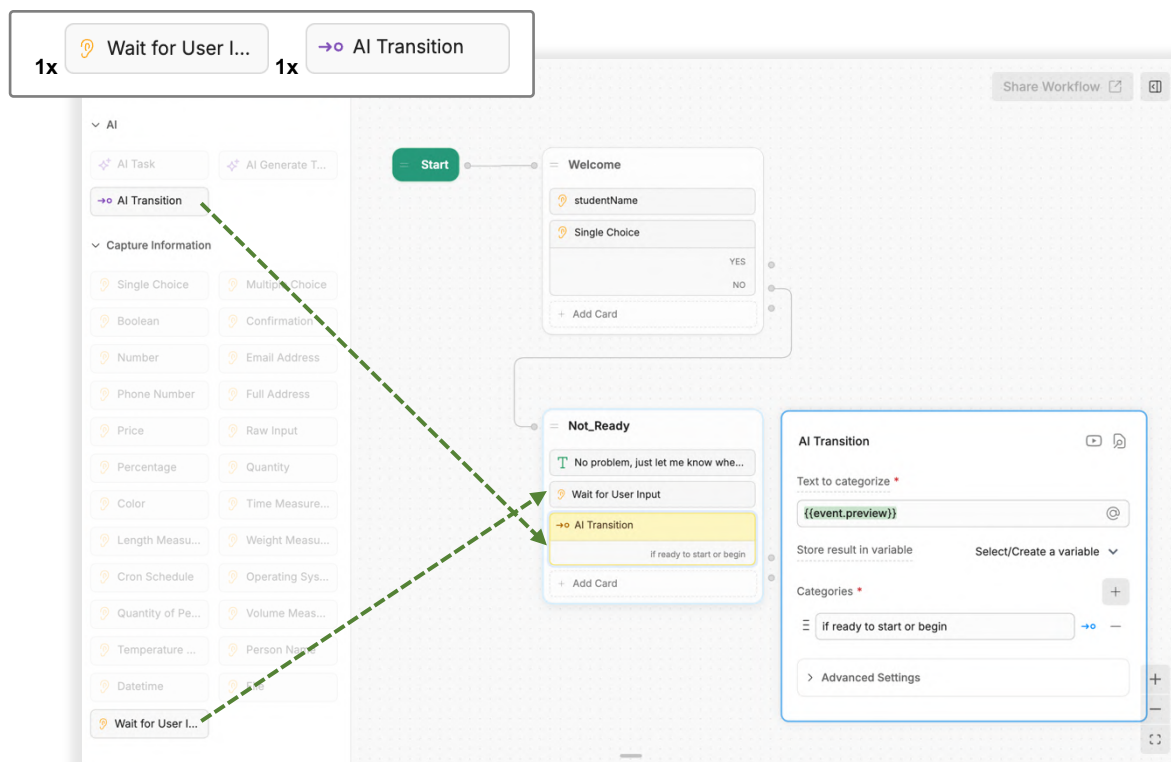 1x
Wait for User I...
1x
AI Transition
Share Workflow
AI
AI Task
AI Generate T...
AI Transition
Capture Information
Single Choice
Multiple Choice
Boolean
Confirmation
Number
Email Address
Phone Number
Full Address
Price
Raw Input
Percentage
Quantity
Color
Time Measure...
Length Measu...
Weight Measu...
Cron Schedule
Operating Sys...
Quantity of Pe...
Volume Meas...
Temperature ...
Person Name
Datetime
File
Wait for User I...
Start
Welcome
studentName
Single Choice
YES
NO
+ Add Card
Not_Ready
No problem, just let me know whe...
Wait for User Input
AI Transition
if ready to start or begin
+ Add Card
AI Transition
Text to categorize *
{{event.preview}}
Store result in variable
Select/Create a variable
Categories *
if ready to start or begin
Advanced Settings